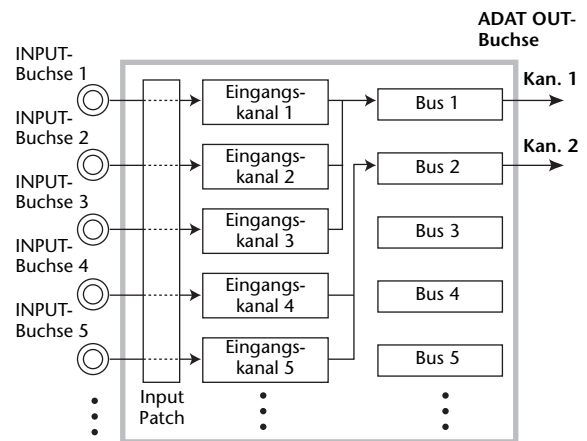 ADAT OUT-
Buchse
INPUT-
Buchse 1
Eingangs-
kanal 1
Bus 1
Kan. 1
INPUT-
Buchse 2
Eingangs-
kanal 2
Bus 2
Kan. 2
INPUT-
Buchse 3
Eingangs-
kanal 3
Bus 3
INPUT-
Buchse 4
Eingangs-
kanal 4
Bus 4
INPUT-
Buchse 5
Eingangs-
kanal 5
Bus 5
Input
Patch